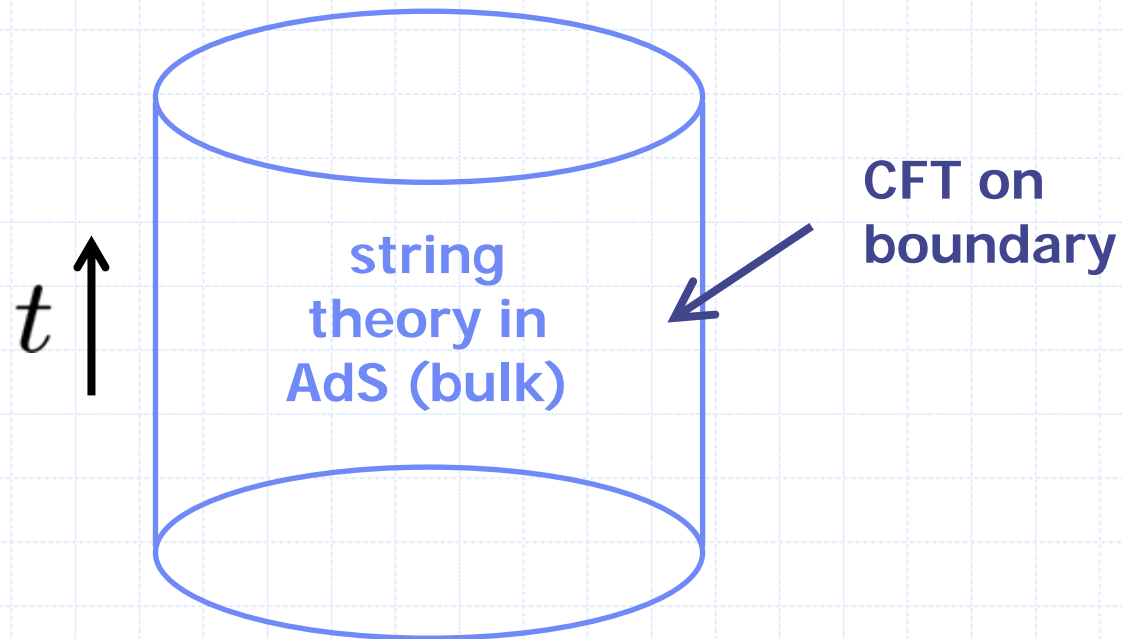 CFT on
boundary
string
theory in
AdS (bulk)
t